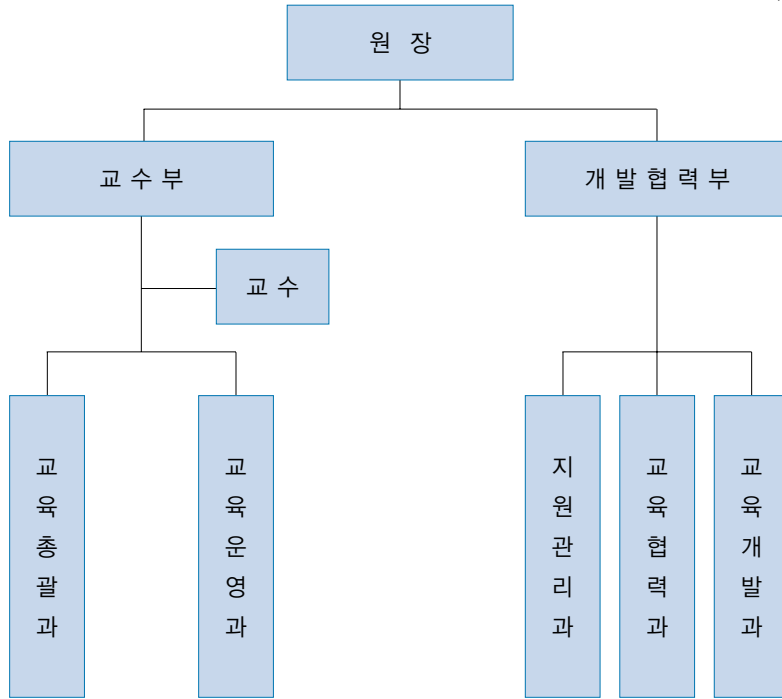 원 장
교 수 부
개 발 협 력 부
교 수
교육총괄과
교육운영과
지원관리과
교육협력과
교육개발과